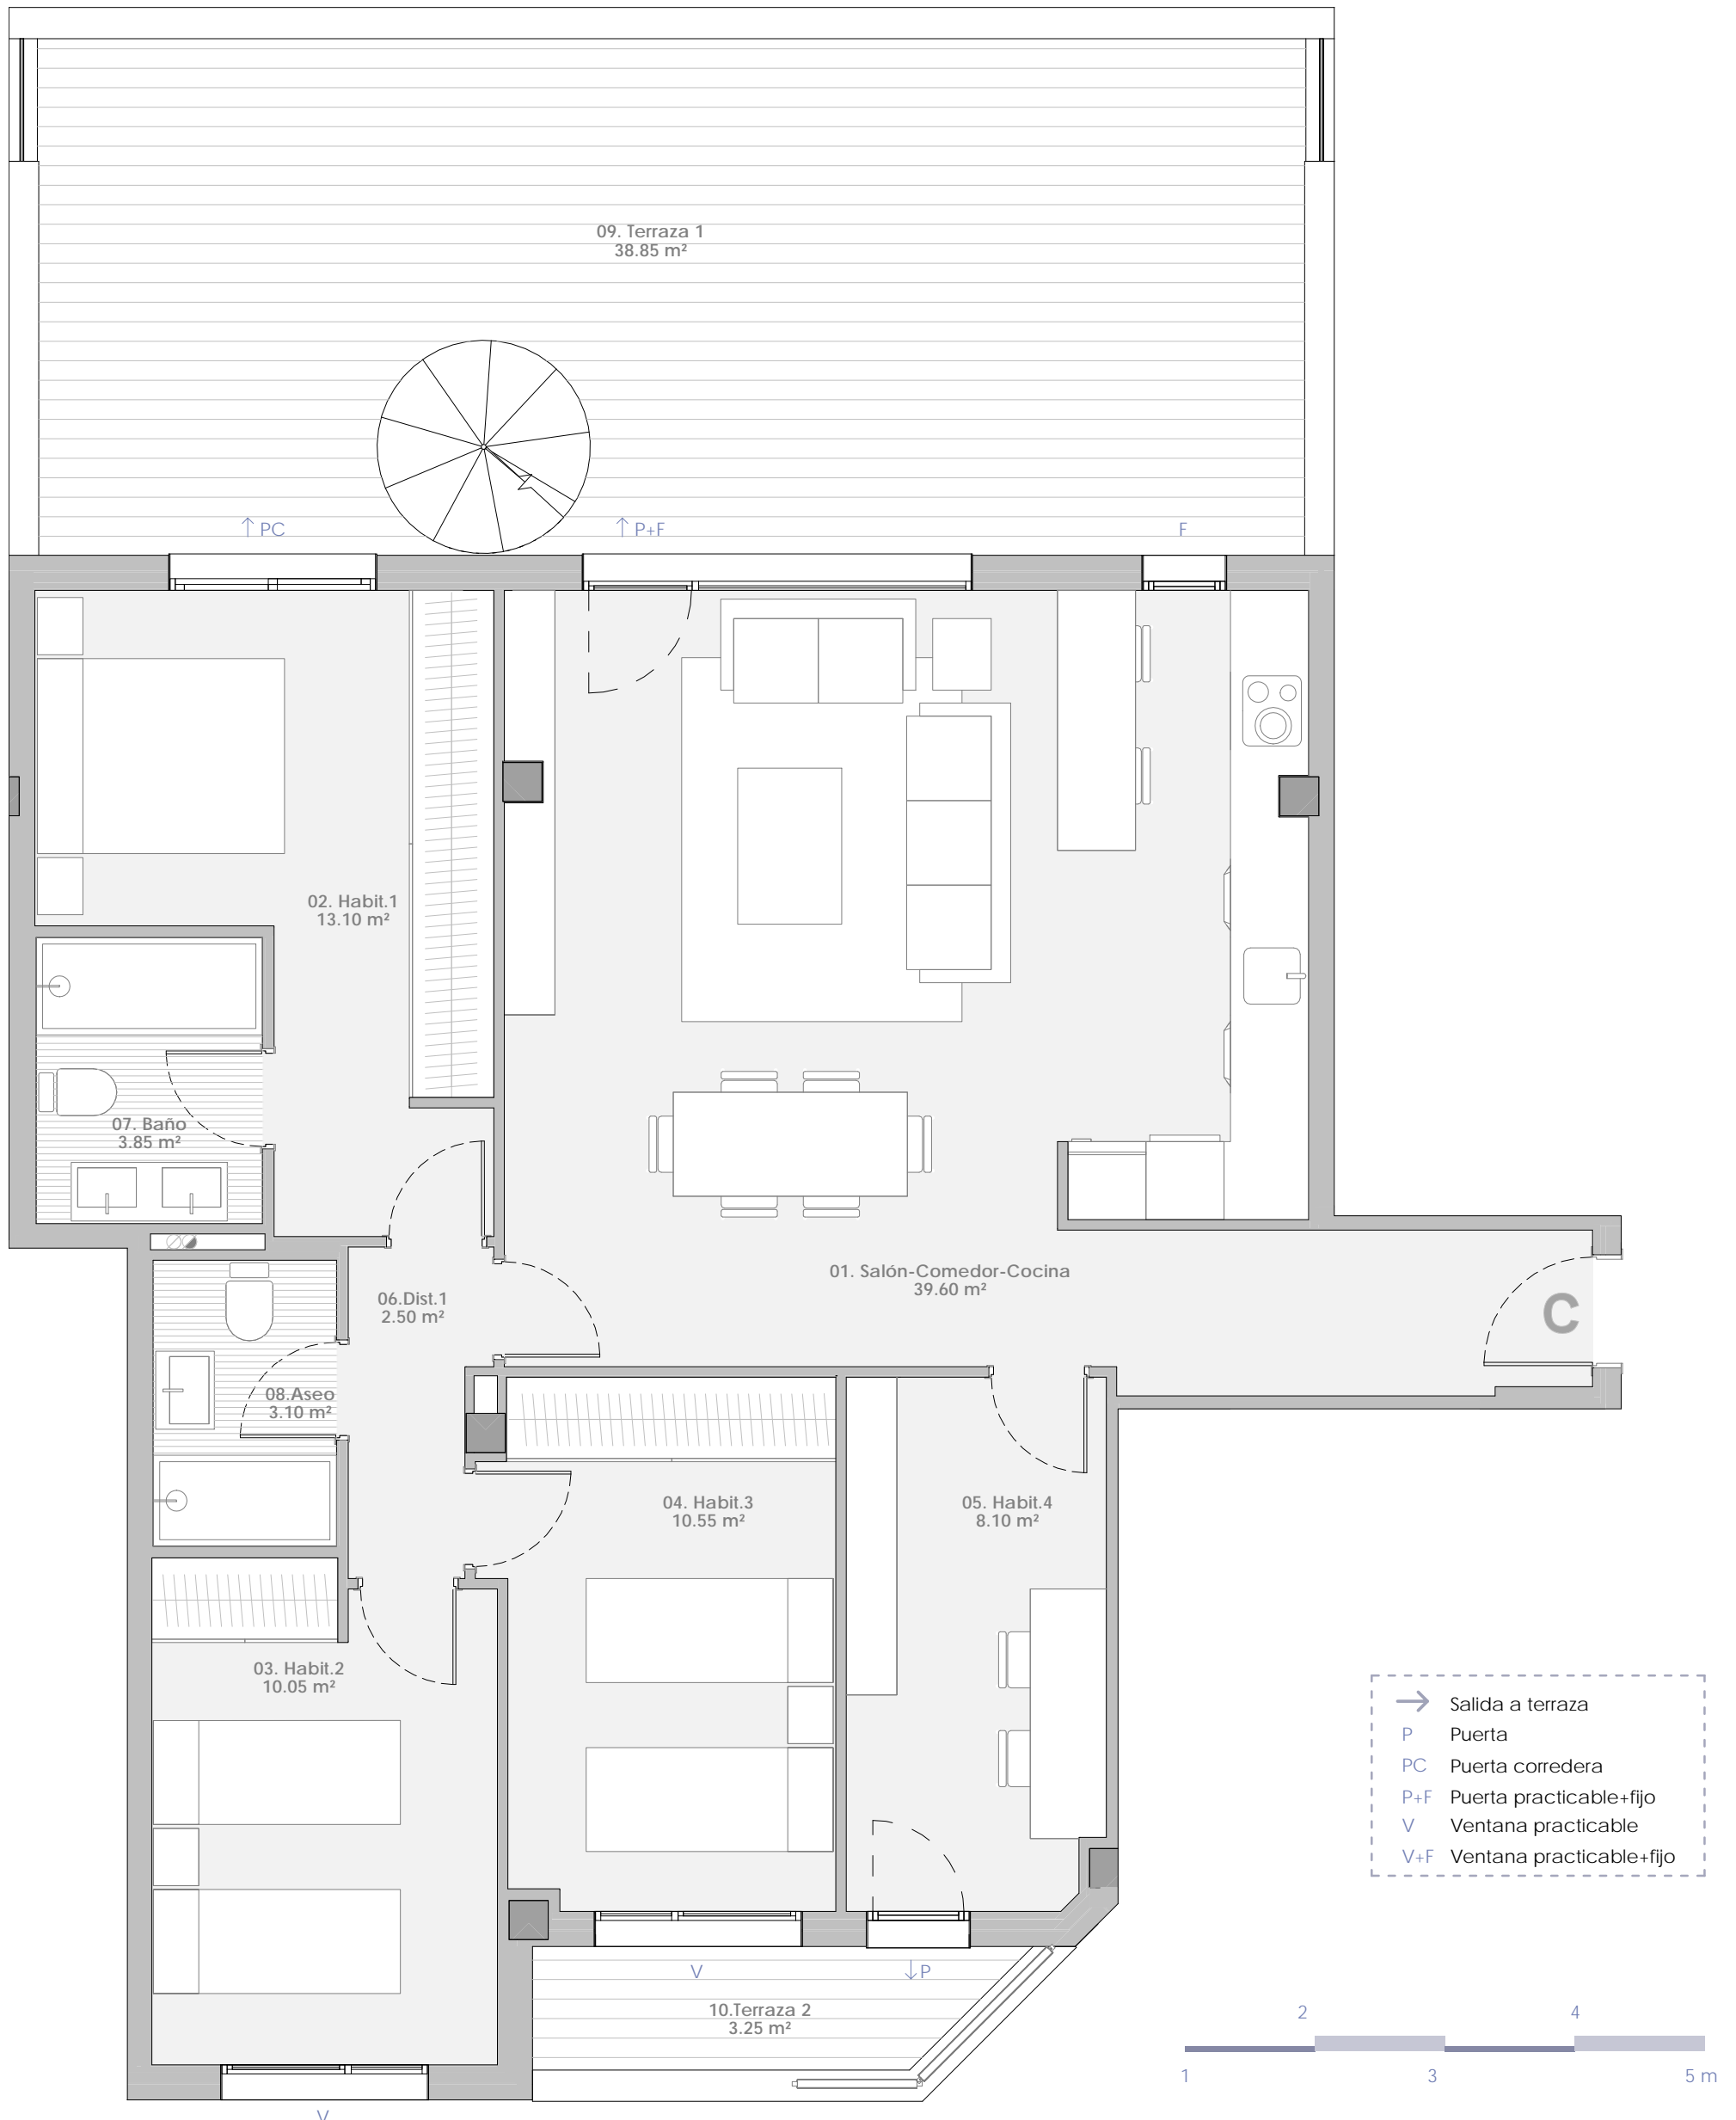 09. Terraza 1
38.85 m²
PC
P+F
F
02. Habit.1
13.10 m²
07. Baño
3.85 m²
01. Salón-Comedor-Cocina
39.60 m²
06.Dist.1
2.50 m²
C
08.Aseo
3.10 m²
04. Habit.3
10.55 m²
05. Habit.4
8.10 m²
03. Habit.2
10.05 m²
Salida a terraza
P Puerta
PC Puerta corredera
P+F Puerta practicable+fijo
V Ventana practicable
V+F Ventana practicable+fijo
V
P
10.Terraza 2
3.25 m²
2 4
1 3 5 m
V